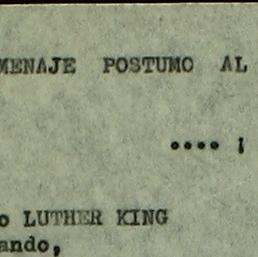 MENAJE POSTUMO AL
.... ¡
o LUTHER KING
ando,